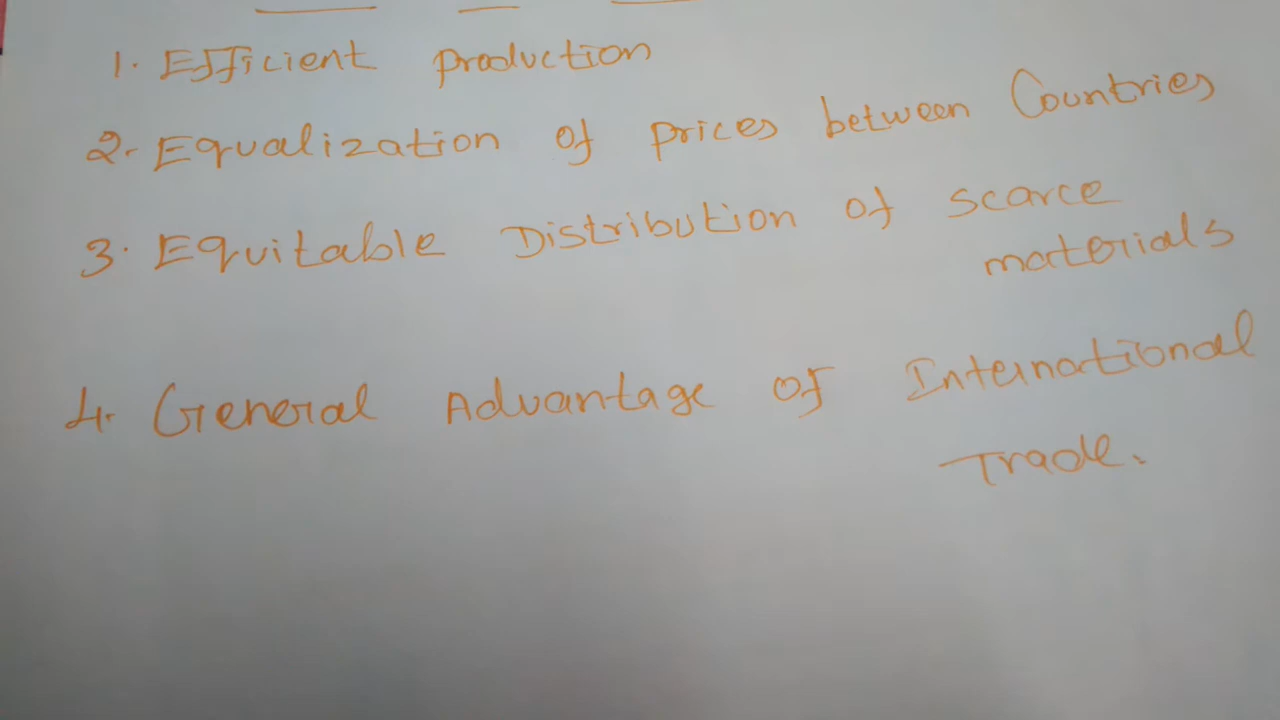 1. Efficient production
2. Equalization of prices between Countries
3. Equitable Distribution of scarce
materials
4. General Advantage of International
Trade.